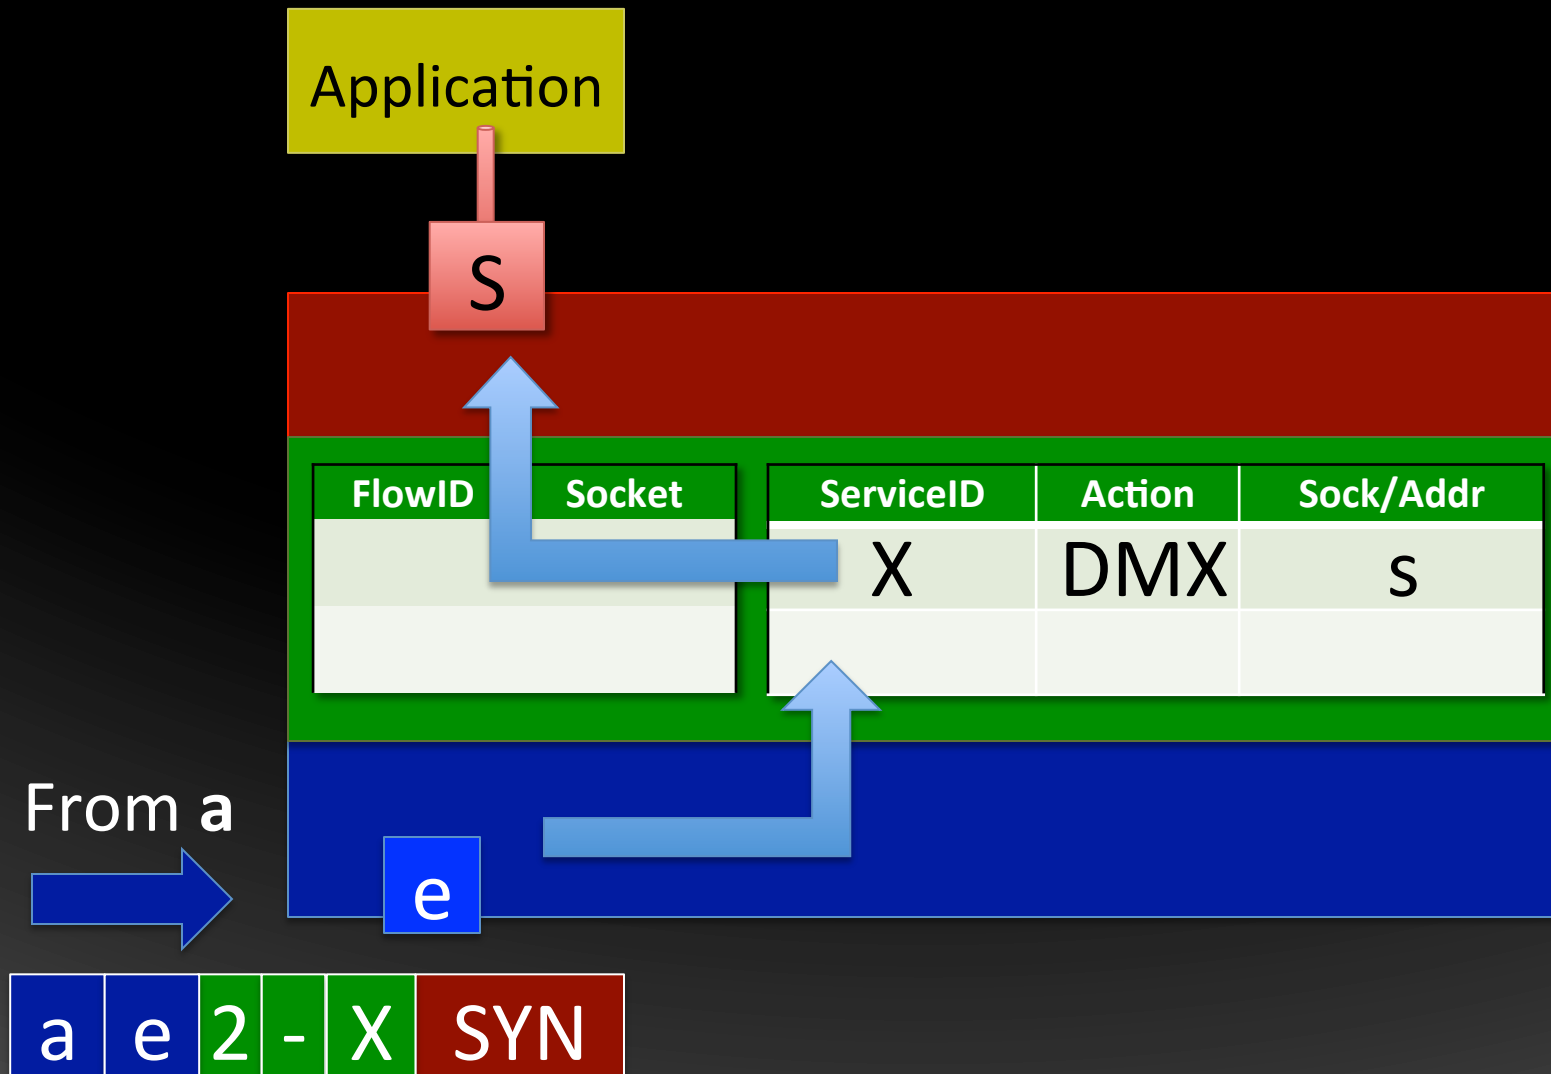 Application
S
FlowID Socket
ServiceID Action Sock/Addr
X DMX s
From a
e
a e 2 - X SYN